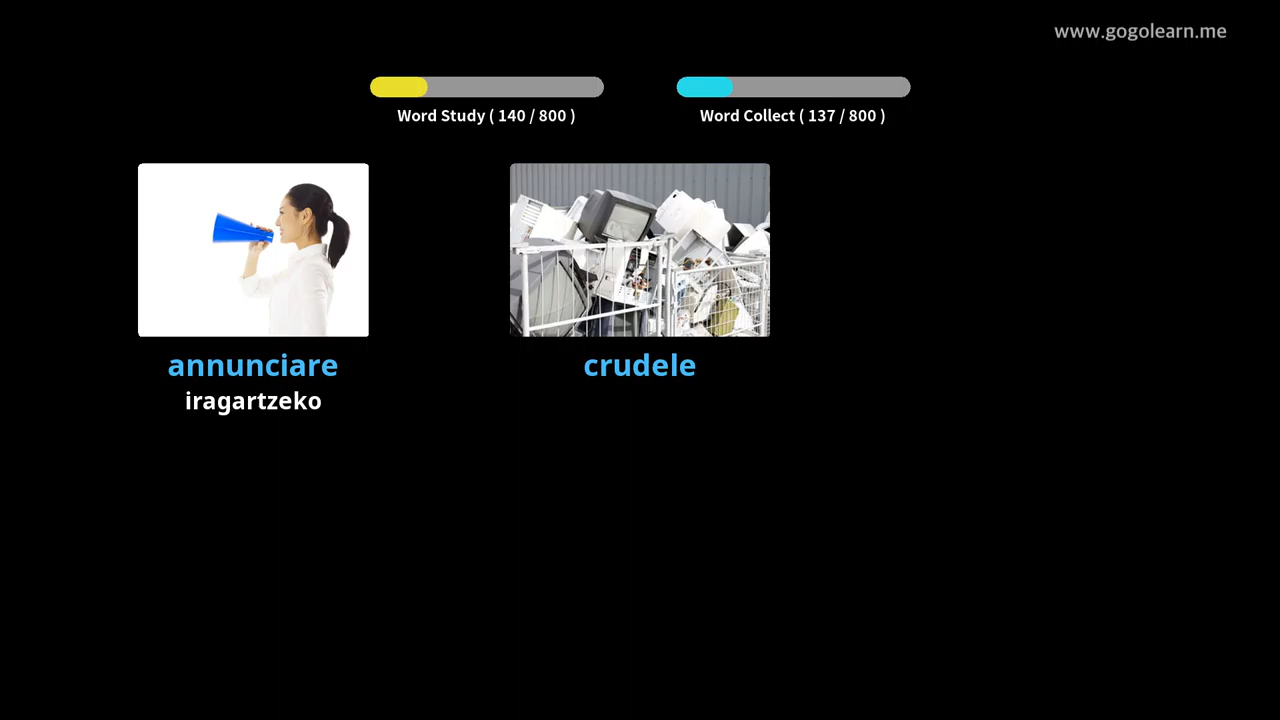 www.gogolearn.me
Word Study ( 140 / 800 )
Word Collect ( 137 / 800 )
annunciare
iragartzeko
crudele